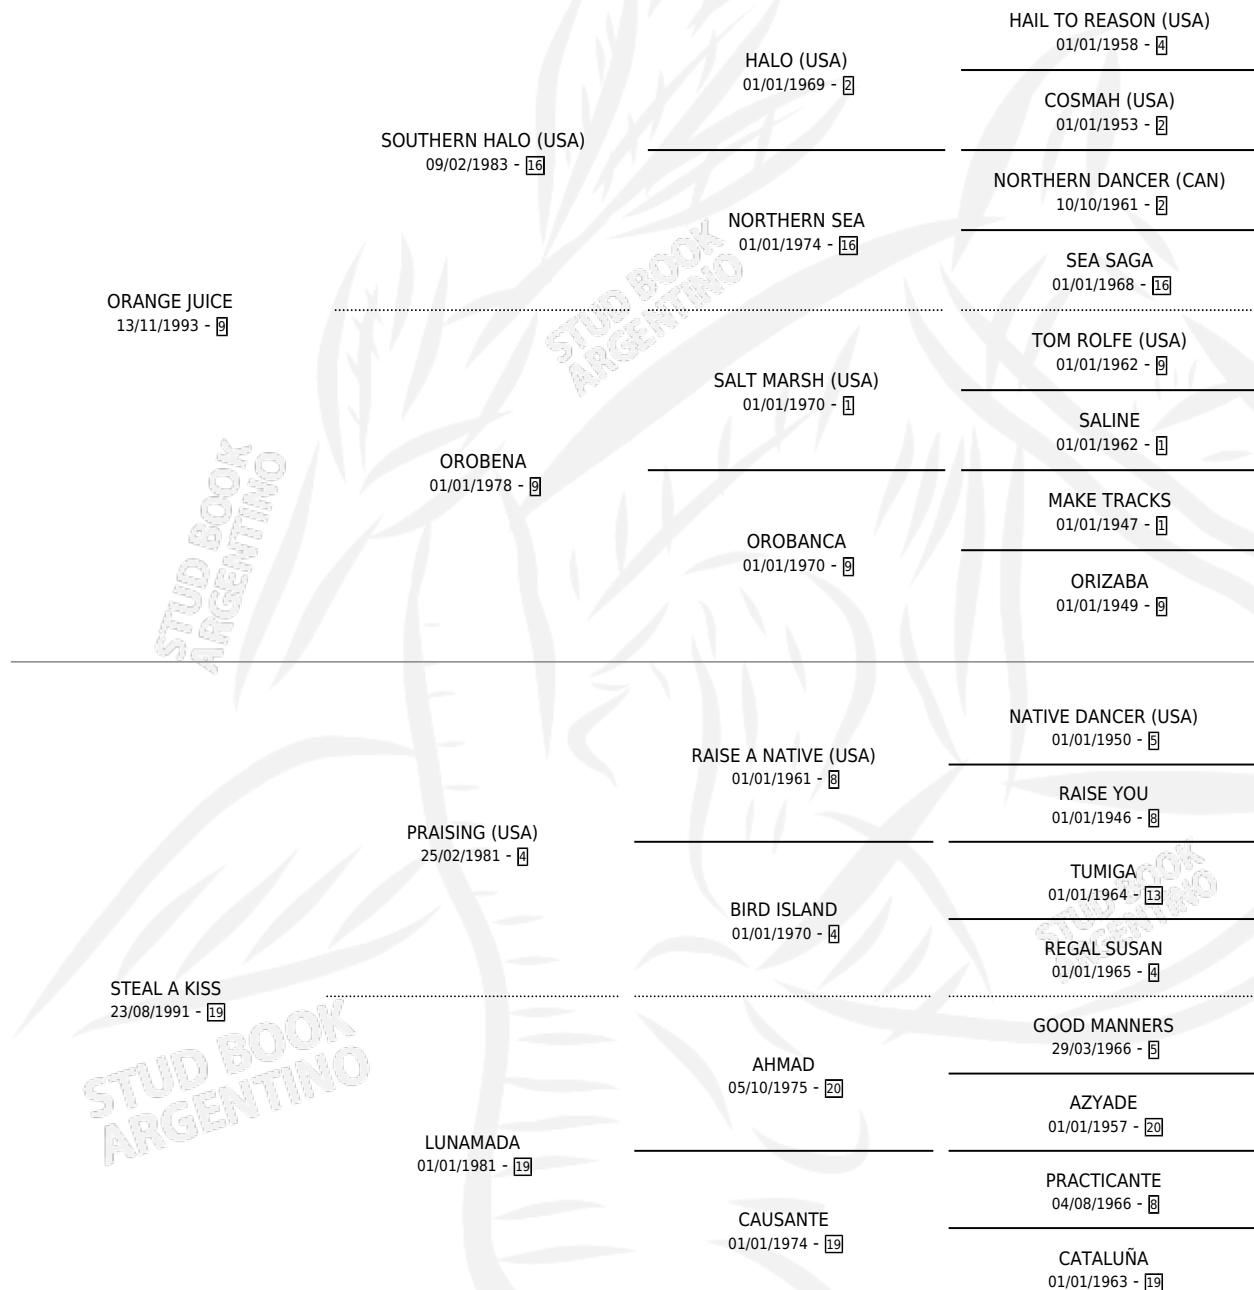 HAIL TO REASON (USA)
01/01/1958 - 4
HALO (USA)
01/01/1969 - 2
COSMAH (USA)
01/01/1953 - 2
SOUTHERN HALO (USA)
09/02/1983 - 16
NORTHERN DANCER (CAN)
10/10/1961 - 2
NORTHERN SEA
01/01/1974 - 16
SEA SAGA
01/01/1968 - 16
ORANGE JUICE
13/11/1993 - 9
STUD BOOK
ARGENTINO
TOM ROLFE (USA)
01/01/1962 - 9
SALT MARSH (USA)
01/01/1970 - 1
SALINE
01/01/1962 - 1
OROBENA
01/01/1978 - 9
MAKE TRACKS
01/01/1947 - 1
OROBANCA
01/01/1970 - 9
ORIZABA
01/01/1949 - 9
STUD BOOK
ARGENTINO
NATIVE DANCER (USA)
01/01/1950 - 5
RAISE A NATIVE (USA)
01/01/1961 - 8
RAISE YOU
01/01/1946 - 8
PRAISING (USA)
25/02/1981 - 4
TUMIGA
01/01/1964 - 13
BIRD ISLAND
01/01/1970 - 4
STUD BOOK
ARGENTINO
REGAL SUSAN
01/01/1965 - 4
STEAL A KISS
23/08/1991 - 19
GOOD MANNERS
29/03/1966 - 5
AHMAD
05/10/1975 - 20
STUD BOOK
ARGENTINO
AZYADE
01/01/1957 - 20
LUNAMADA
01/01/1981 - 19
PRACTICANTE
04/08/1966 - 8
CAUSANTE
01/01/1974 - 19
CATALUÑA
01/01/1963 - 19